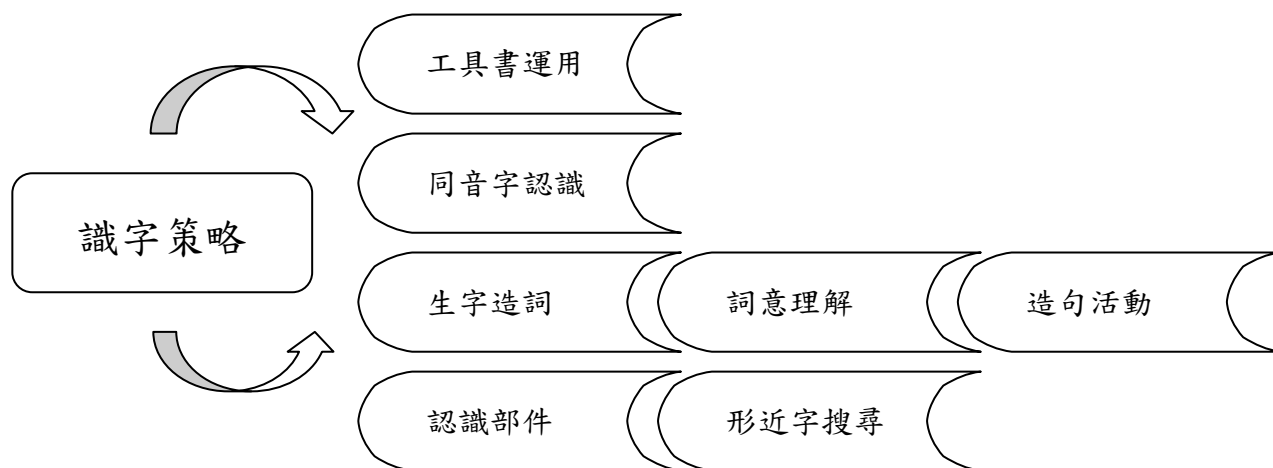 工具書運用
同音字認識
識字策略
生字造詞 詞意理解 造句活動
認識部件 形近字搜尋